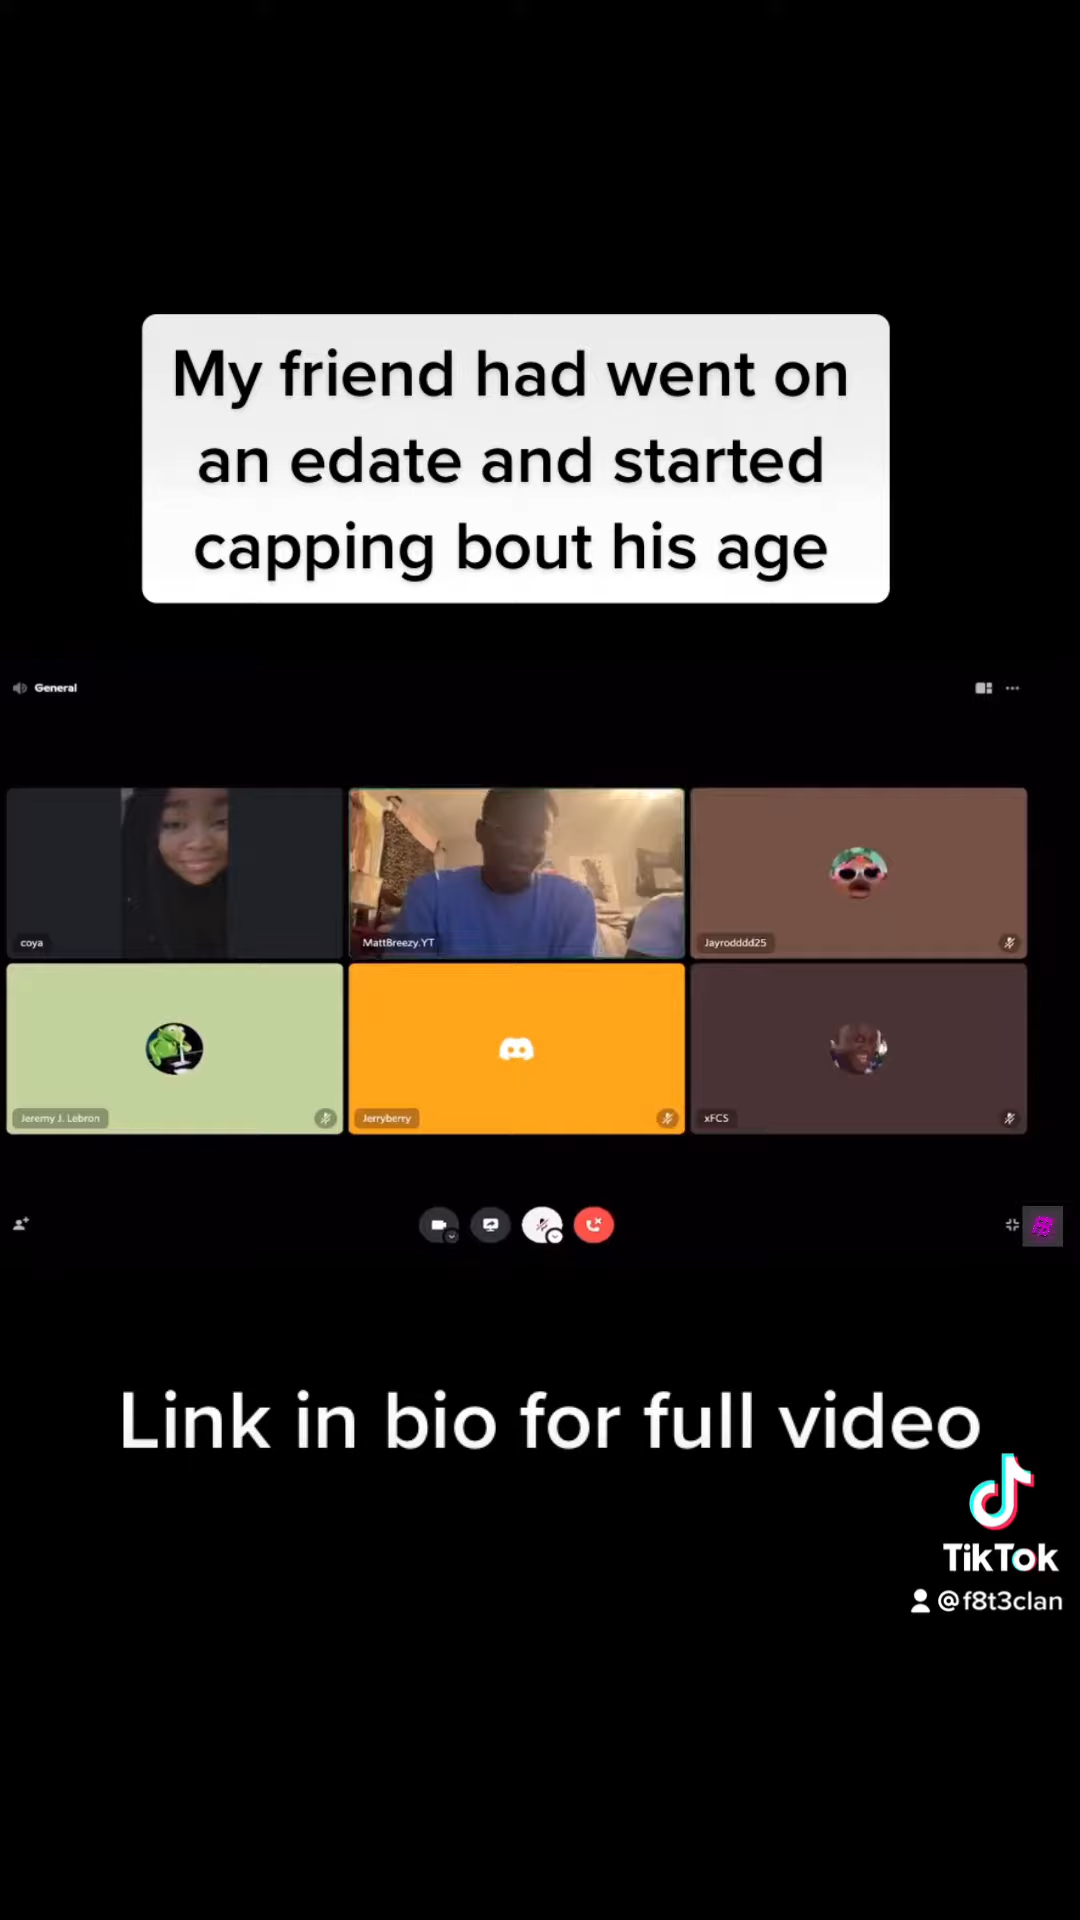 My friend had went on
an edate and started
capping bout his age
General
coya
MattBreezy.YT
Jayrodddd25
Jeremy J. Lebron
Jerryberry
xFCS
Link in bio for full video
TikTok
@f8t3clan